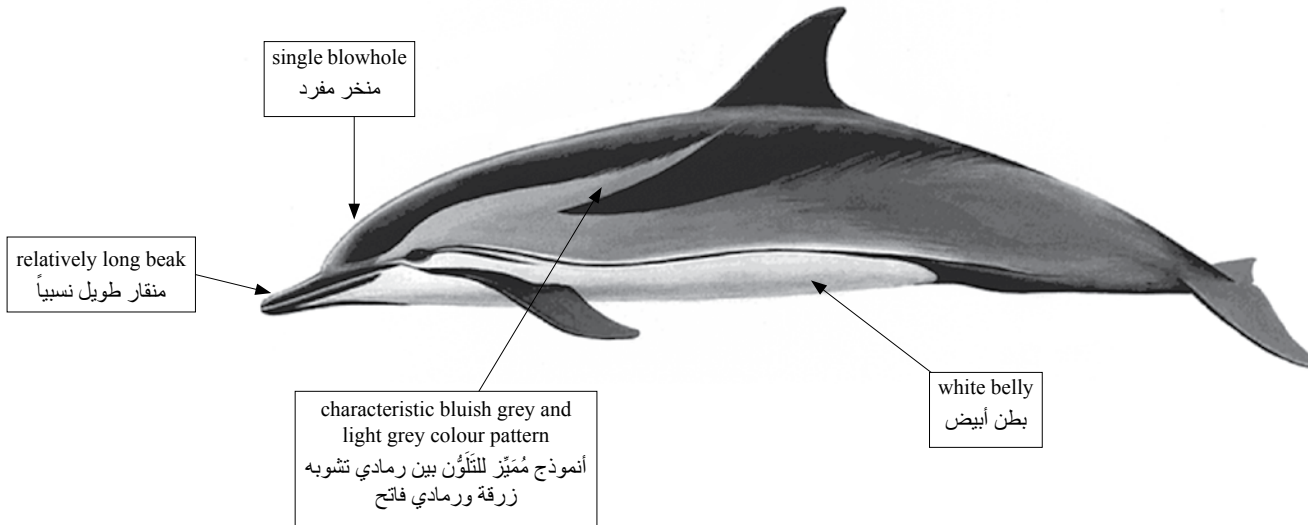 single blowhole
منخر مفرد
relatively long beak
منقار طويل نسبياً
characteristic bluish grey and
light grey colour pattern
أنموذج مُمَيِّز للتَلَوُّن بين رمادي تشوبه
زرقة ورمادي فاتح
white belly
بطن أبيض